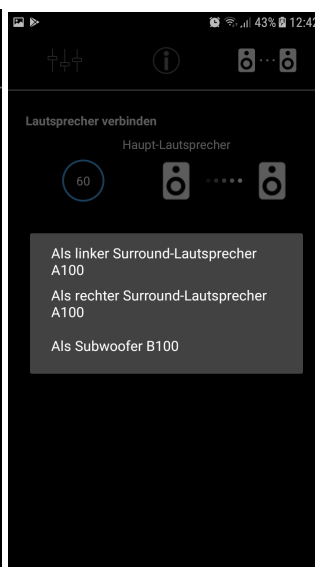 43% 12:42
Lautsprecher verbinden
Haupt-Lautsprecher
60
Als linker Surround-Lautsprecher
A100
Als rechter Surround-Lautsprecher
A100
Als Subwoofer B100